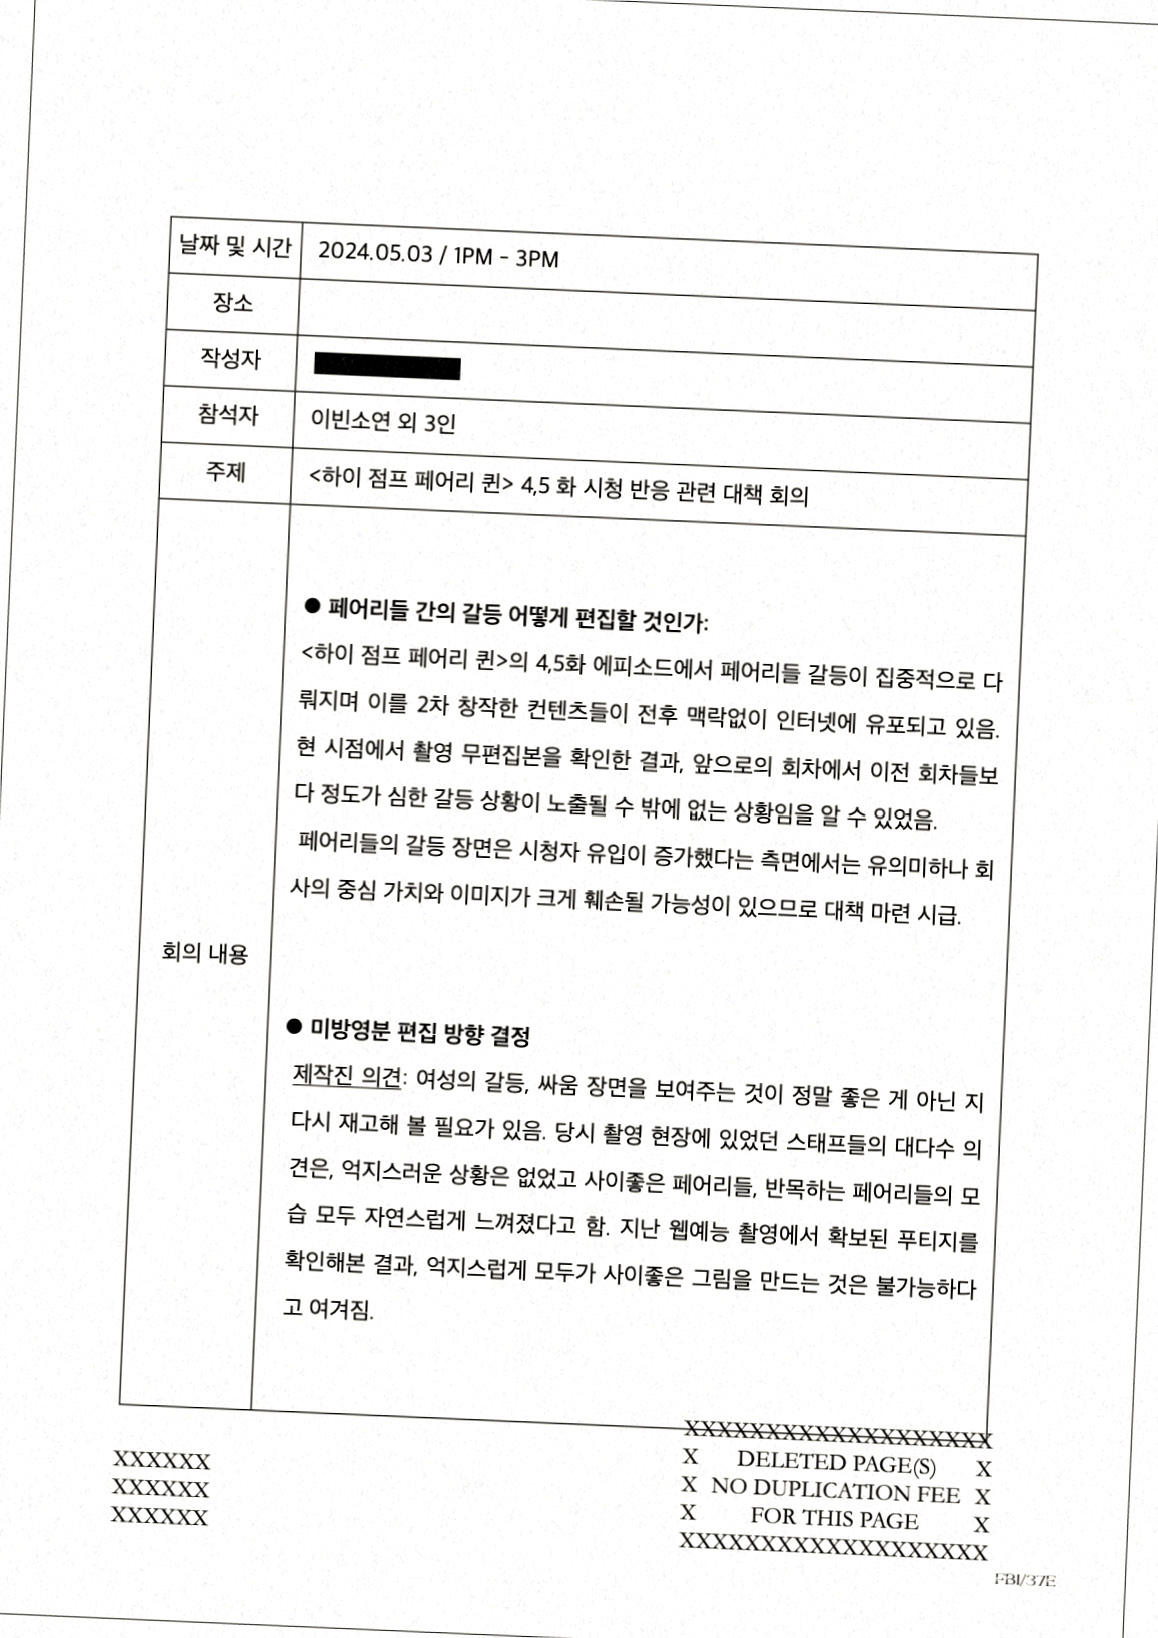 날짜 및 시간 2024.05.03 / 1PM - 3PM
장소
작성자
참석자 이빈소연 외 3인
주제 <하이 점프 페어리 퀸> 4,5 화 시청 반응 관련 대책 회의
회의 내용
● 페어리들 간의 갈등 어떻게 편집할 것인가:
<하이 점프 페어리 퀸>의 4,5화 에피소드에서 페어리들 갈등이 집중적으로 다
뤄지며 이를 2차 창작한 컨텐츠들이 전후 맥락없이 인터넷에 유포되고 있음.
현 시점에서 촬영 무편집본을 확인한 결과, 앞으로의 회차에서 이전 회차들보
다 정도가 심한 갈등 상황이 노출될 수 밖에 없는 상황임을 알 수 있었음.
페어리들의 갈등 장면은 시청자 유입이 증가했다는 측면에서는 유의미하나 회
사의 중심 가치와 이미지가 크게 훼손될 가능성이 있으므로 대책 마련 시급.
● 미방영분 편집 방향 결정
제작진 의견: 여성의 갈등, 싸움 장면을 보여주는 것이 정말 좋은 게 아닌 지
다시 재고해 볼 필요가 있음. 당시 촬영 현장에 있었던 스태프들의 대다수 의
견은, 억지스러운 상황은 없었고 사이좋은 페어리들, 반목하는 페어리들의 모
습 모두 자연스럽게 느껴졌다고 함. 지난 웹예능 촬영에서 확보된 푸티지를
확인해본 결과, 억지스럽게 모두가 사이좋은 그림을 만드는 것은 불가능하다
고 여겨짐.
XXXXXX
XXXXXX
XXXXXX
XXXXXXXXXXXXXXXXXXX
X DELETED PAGE(S) X
X NO DUPLICATION FEE X
X FOR THIS PAGE X
XXXXXXXXXXXXXXXXXXX
FBI/37E